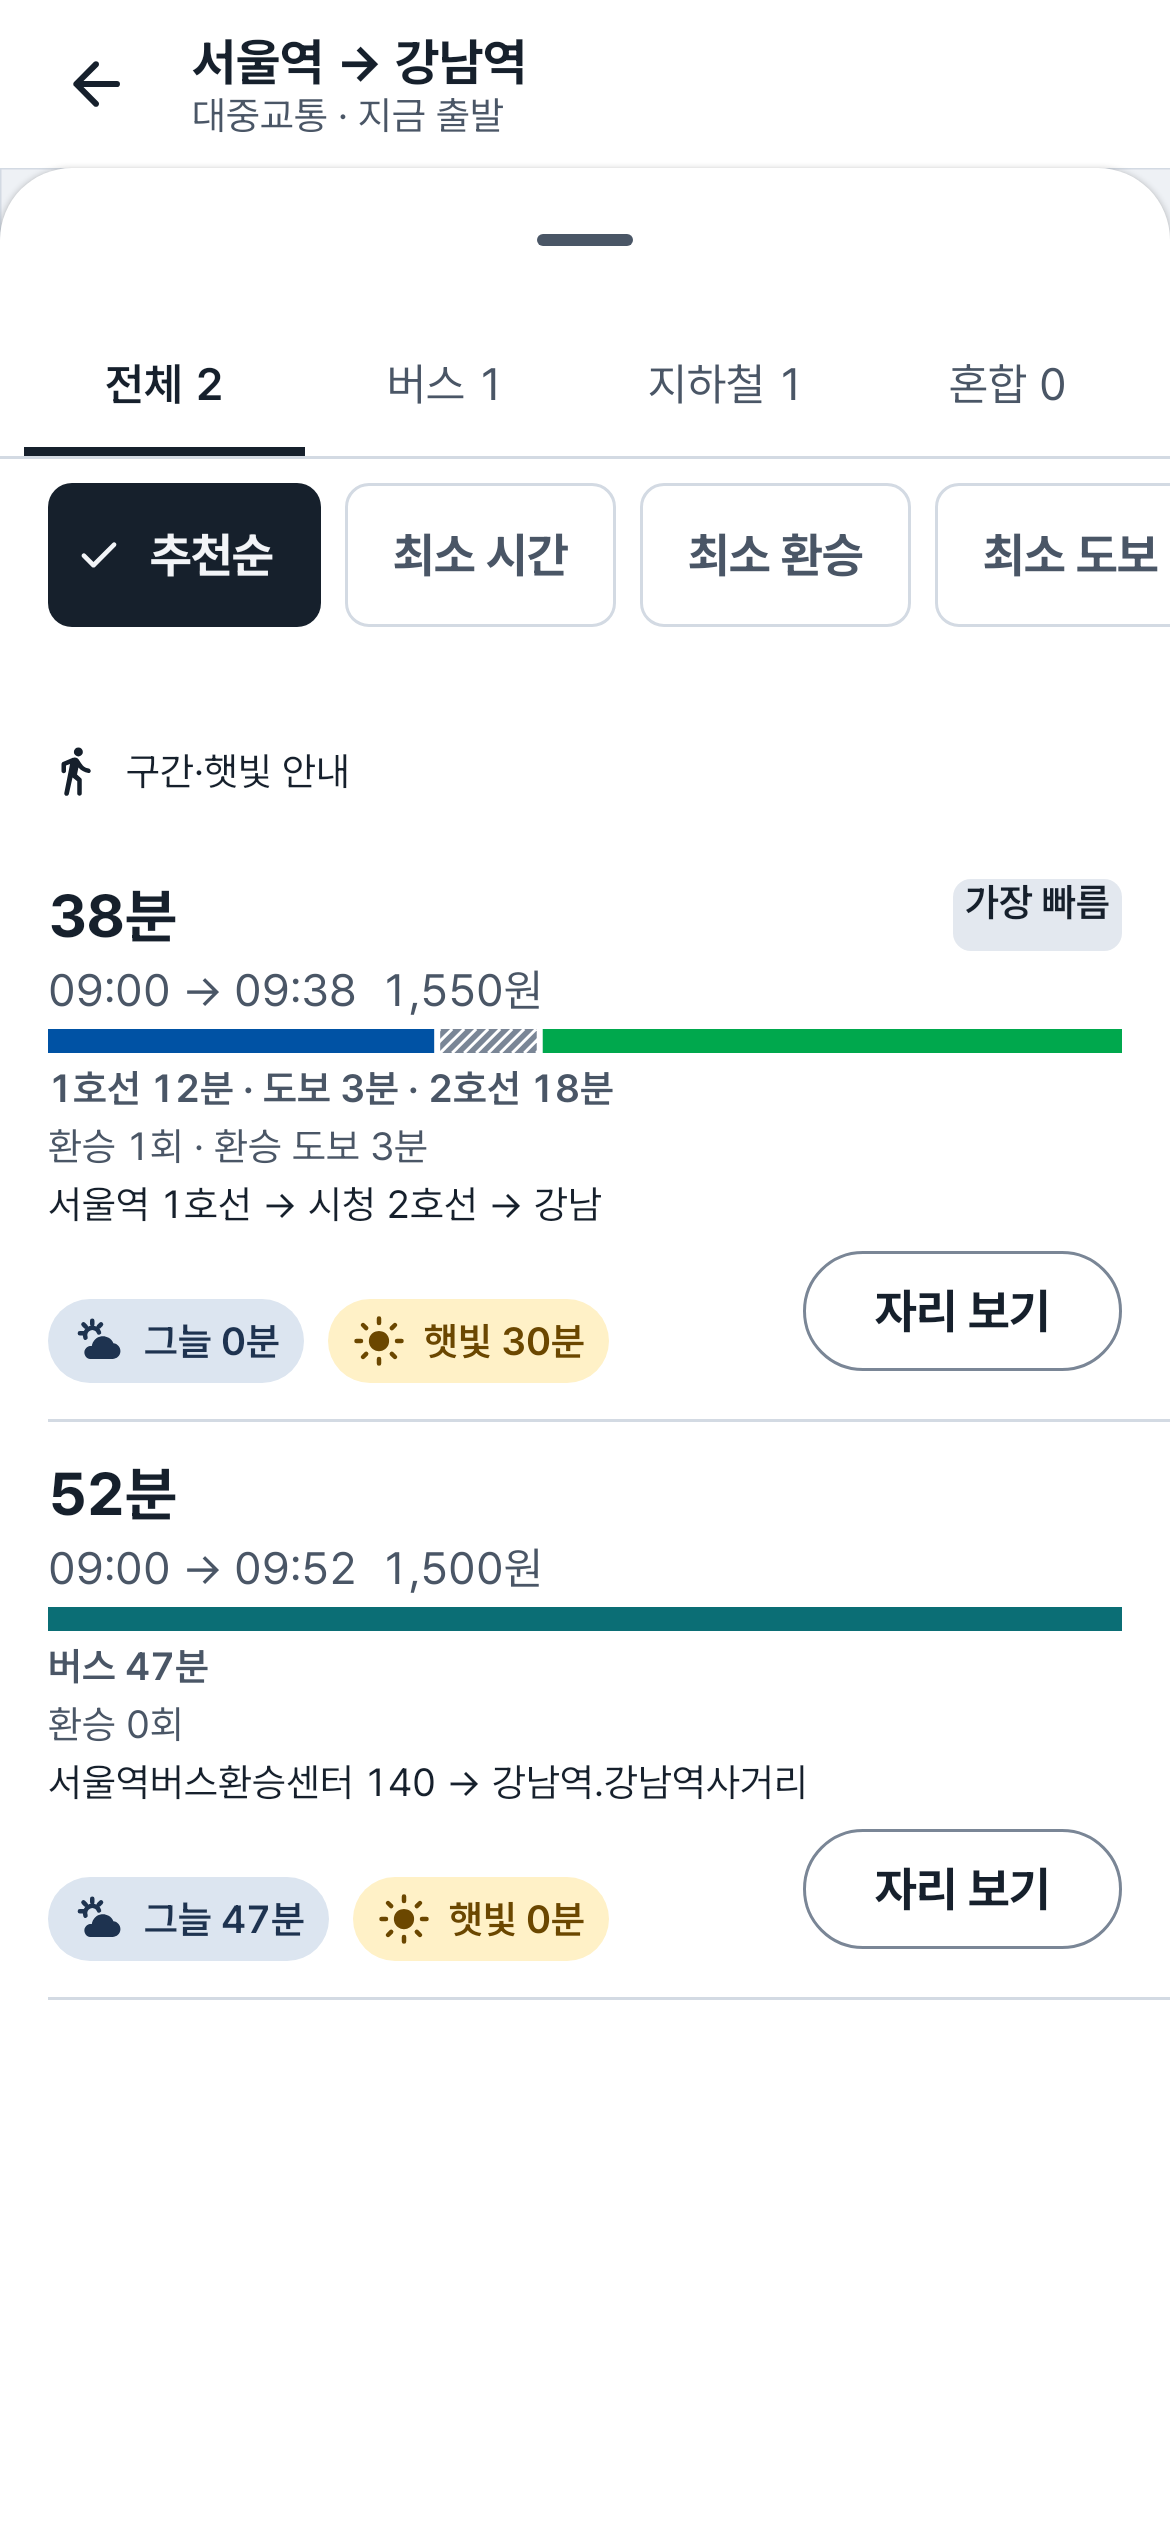 서울역 → 강남역
대중교통 · 지금 출발
전체 2
버스 1
지하철 1
혼합 0
추천순
최소 시간
최소 환승
최소 도보
구간·햇빛 안내
38분
가장 빠름
09:00 → 09:38 1,550원
1호선 12분 · 도보 3분 · 2호선 18분
환승 1회 · 환승 도보 3분
서울역 1호선 → 시청 2호선 → 강남
그늘 0분
햇빛 30분
자리 보기
52분
09:00 → 09:52 1,500원
버스 47분
환승 0회
서울역버스환승센터 140 → 강남역.강남역사거리
그늘 47분
햇빛 0분
자리 보기